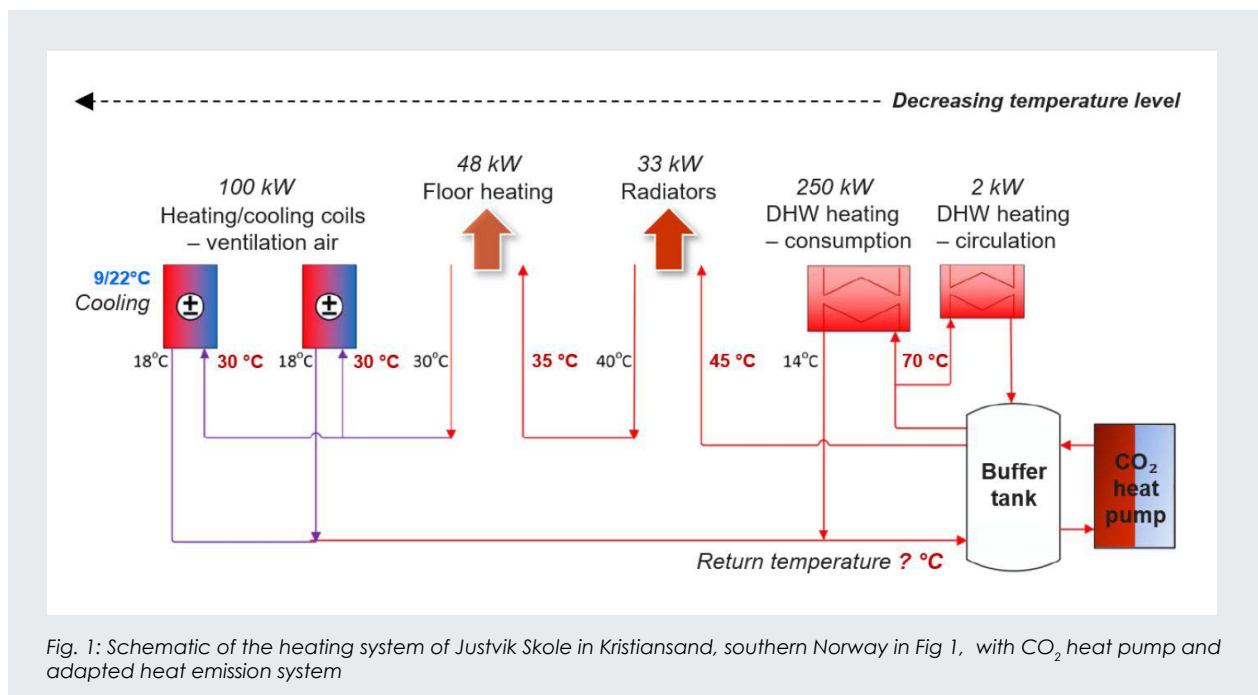 Decreasing temperature level
100 kW
Heating/cooling coils
– ventilation air
48 kW
Floor heating
33 kW
Radiators
250 kW
DHW heating
– consumption
2 kW
DHW heating
– circulation
9/22°C
Cooling
±
±
18°C
30 °C
18°C
30 °C
30°C
35 °C
40°C
45 °C
14°C
70 °C
Buffer
tank
CO₂
heat
pump
Return temperature ? °C
Fig. 1: Schematic of the heating system of Justvik Skole in Kristiansand, southern Norway in Fig 1, with CO₂ heat pump and
adapted heat emission system